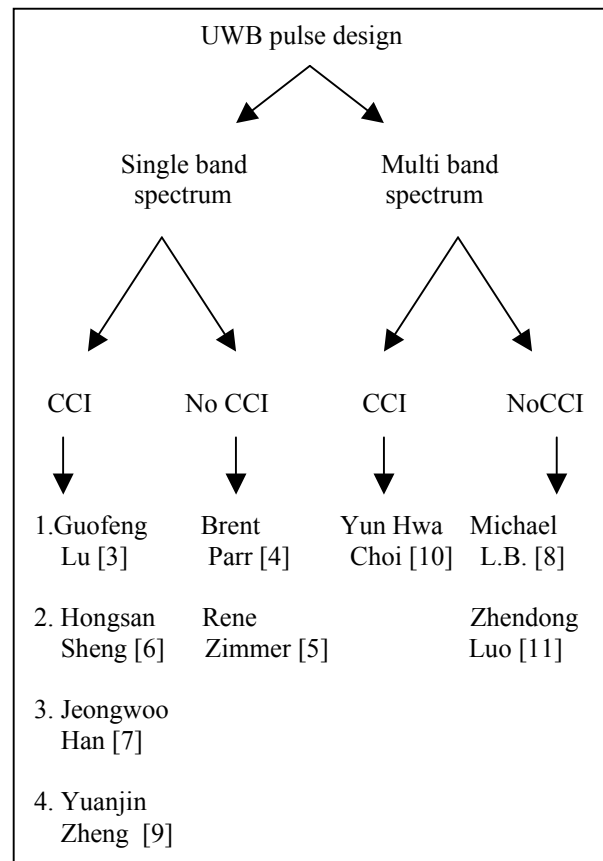 UWB pulse design
Single band
spectrum
Multi band
spectrum
CCI
No CCI
CCI
NoCCI
1.Guofeng
Lu [3]
2. Hongsan
Sheng [6]
3. Jeongwoo
Han [7]
4. Yuanjin
Zheng [9]
Brent
Parr [4]
Rene
Zimmer [5]
Yun Hwa
Choi [10]
Michael
L.B. [8]
Zhendong
Luo [11]